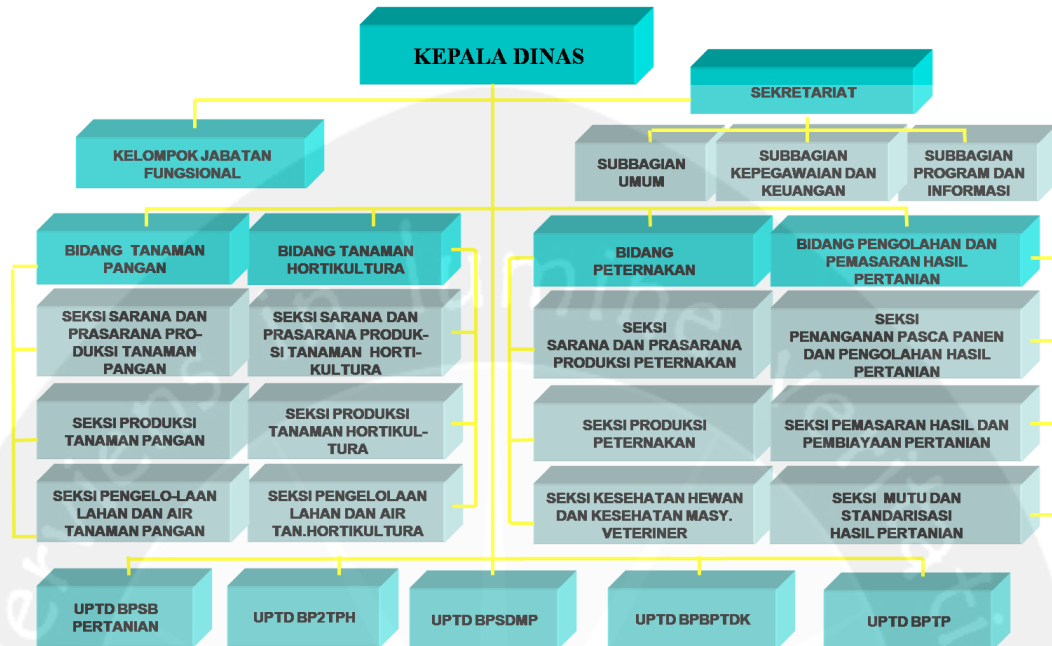 KEPALA DINAS
SEKRETARIAT
KELOMPOK JABATAN
FUNGSIONAL
SUBBAGIAN
UMUM
SUBBAGIAN
KEPEGAWAIAN DAN
KEUANGAN
SUBBAGIAN
PROGRAM DAN
INFORMASI
BIDANG TANAMAN
PANGAN
BIDANG TANAMAN
HORTIKULTURA
BIDANG
PETERNAKAN
BIDANG PENGOLAHAN DAN
PEMASARAN HASIL
PERTANIAN
SEKSI SARANA DAN
PRASARANA PRO-
DUKSI TANAMAN
PANGAN
SEKSI SARANA DAN
PRASARANA PRODUK-
SI TANAMAN HORTI-
KULTURA
SEKSI
SARANA DAN PRASARANA
PRODUKSI PETERNAKAN
SEKSI
PENANGANAN PASCA PANEN
DAN PENGOLAHAN HASIL
PERTANIAN
SEKSI PRODUKSI
TANAMAN PANGAN
SEKSI PRODUKSI
TANAMAN HORTIKUL-
TURA
SEKSI PRODUKSI
PETERNAKAN
SEKSI PEMASARAN HASIL DAN
PEMBIAYAAN PERTANIAN
SEKSI PENGELO-LAAN
LAHAN DAN AIR
TANAMAN PANGAN
SEKSI PENGELOLAAN
LAHAN DAN AIR
TAN.HORTIKULTURA
SEKSI KESEHATAN HEWAN
DAN KESEHATAN MASY.
VETERINER
SEKSI MUTU DAN
STANDARISASI
HASIL PERTANIAN
UPTD BPSB
PERTANIAN
UPTD BP2TPH
UPTD BPSDMP
UPTD BPBPTDK
UPTD BPTP
serviens in lumine veritati